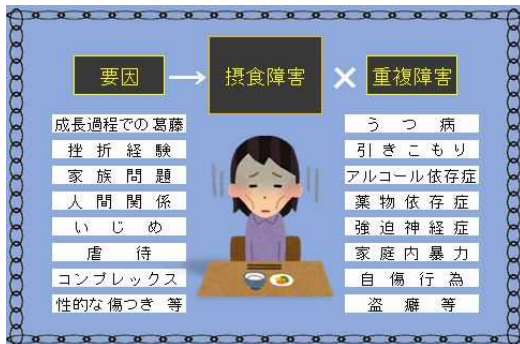 要因 → 摂食障害 × 重複障害
成長過程での葛藤
挫折経験
家族問題
人間関係
いじめ
虐待
コンプレックス
性的な傷つき 等
うつ病
引きこもり
アルコール依存症
薬物依存症
強迫神経症
家庭内暴力
自傷行為
盗癖等